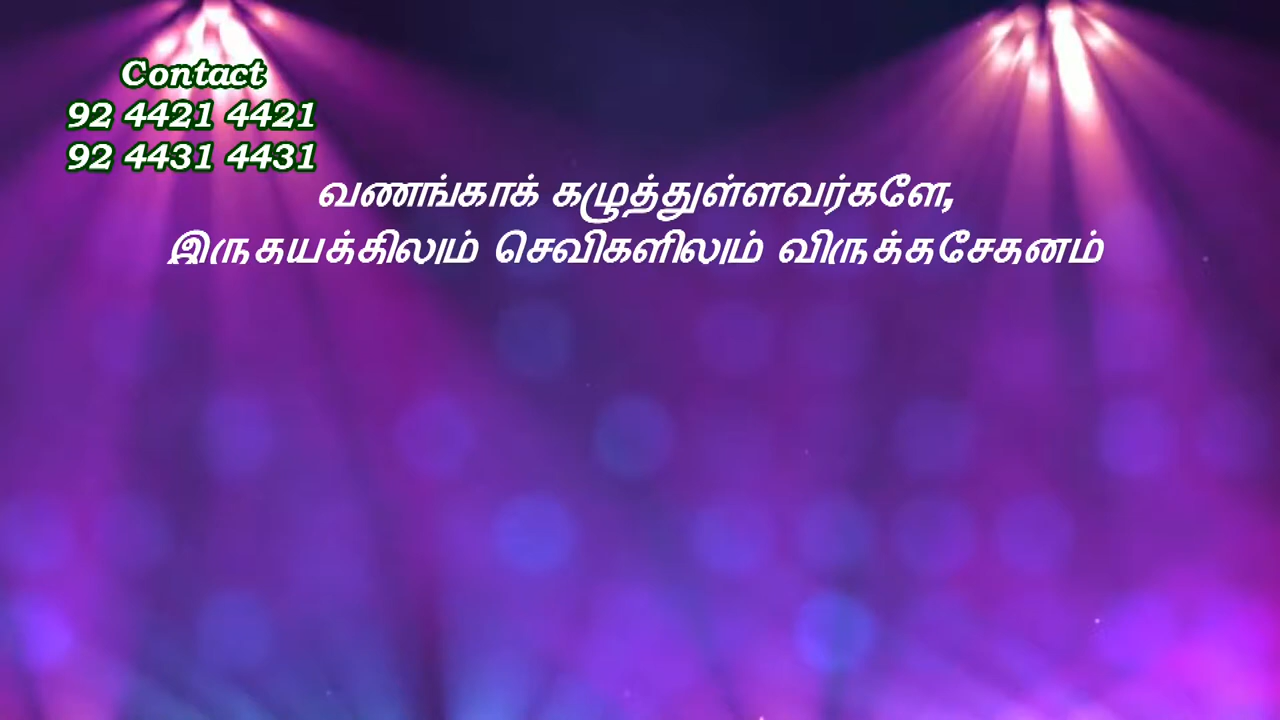 Contact
92 4421 4421
92 4431 4431
வணங்காக் கழுத்துள்ளவர்களே,
இருதயத்திலும் செவிகளிலும் விருத்தசேதனம்